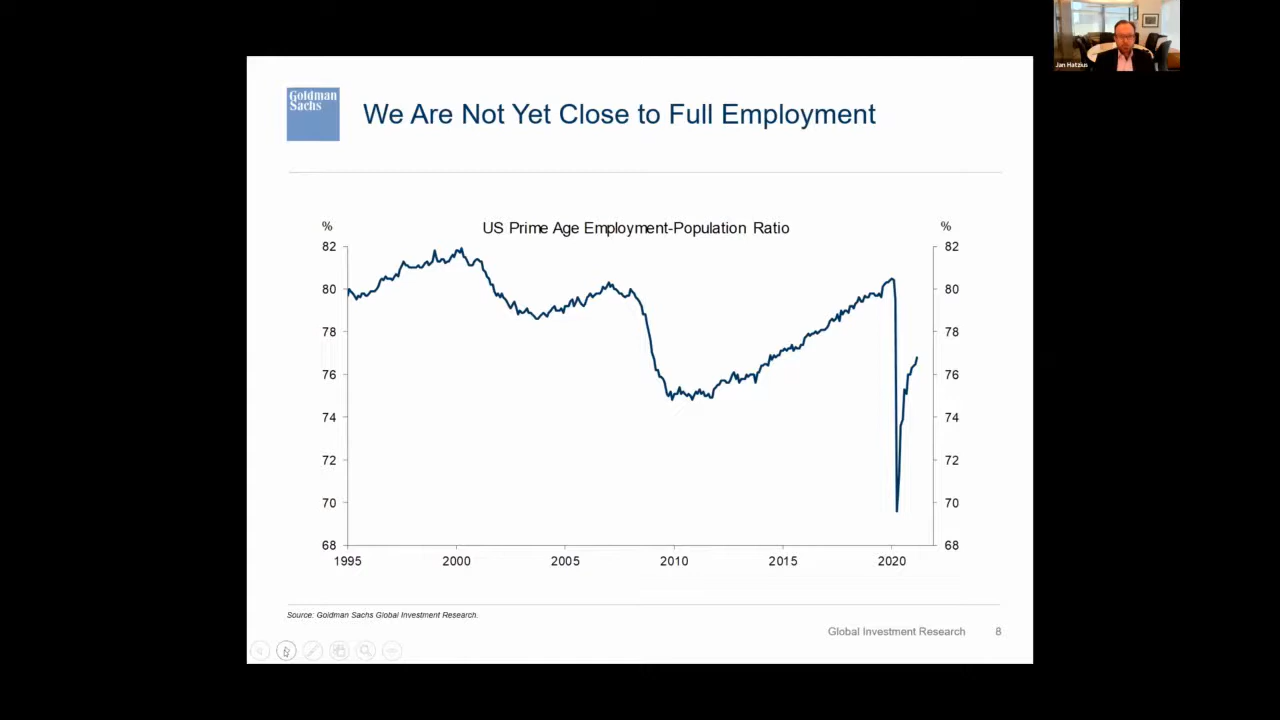 Jan Hatzius
Goldman
Sachs
We Are Not Yet Close to Full Employment
% US Prime Age Employment-Population Ratio %
82 82
80 80
78 78
76 76
74 74
72 72
70 70
68 68
1995 2000 2005 2010 2015 2020
Source: Goldman Sachs Global Investment Research.
Global Investment Research 8